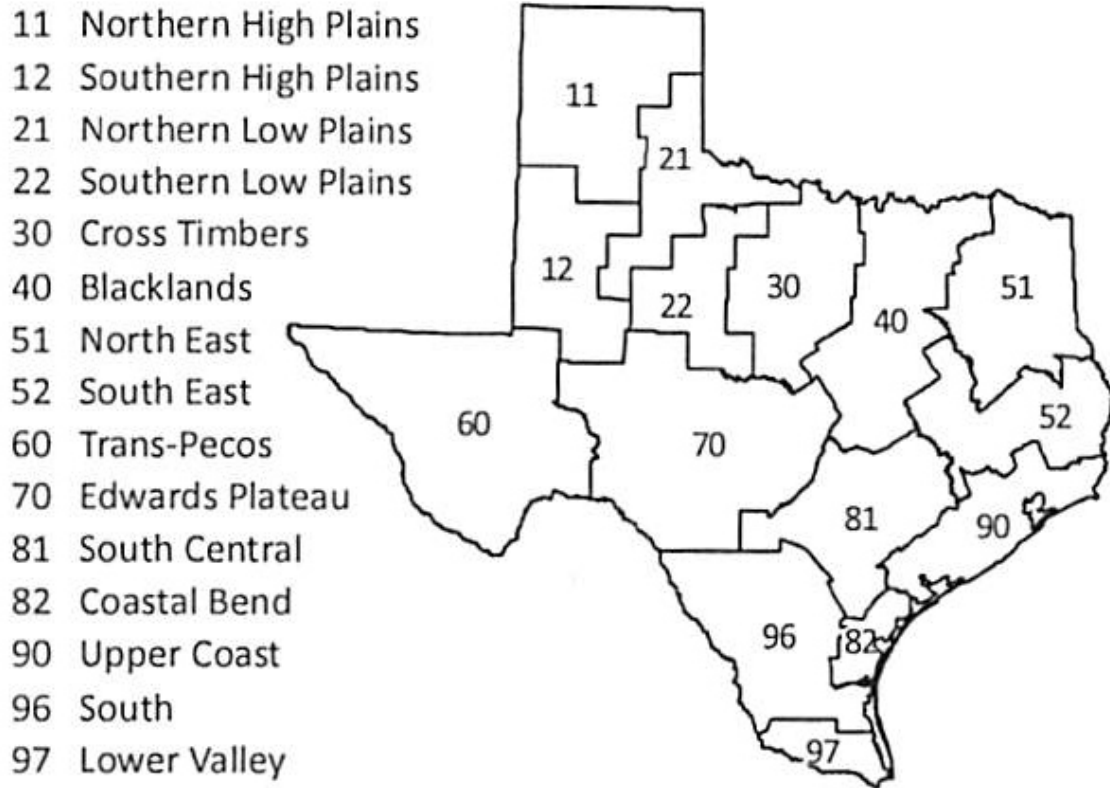 11 Northern High Plains
12 Southern High Plains
21 Northern Low Plains
22 Southern Low Plains
30 Cross Timbers
40 Blacklands
51 North East
52 South East
60 Trans-Pecos
70 Edwards Plateau
81 South Central
82 Coastal Bend
90 Upper Coast
96 South
97 Lower Valley
11
21
12
22
30
40
51
60
70
52
81
90
96
82
97